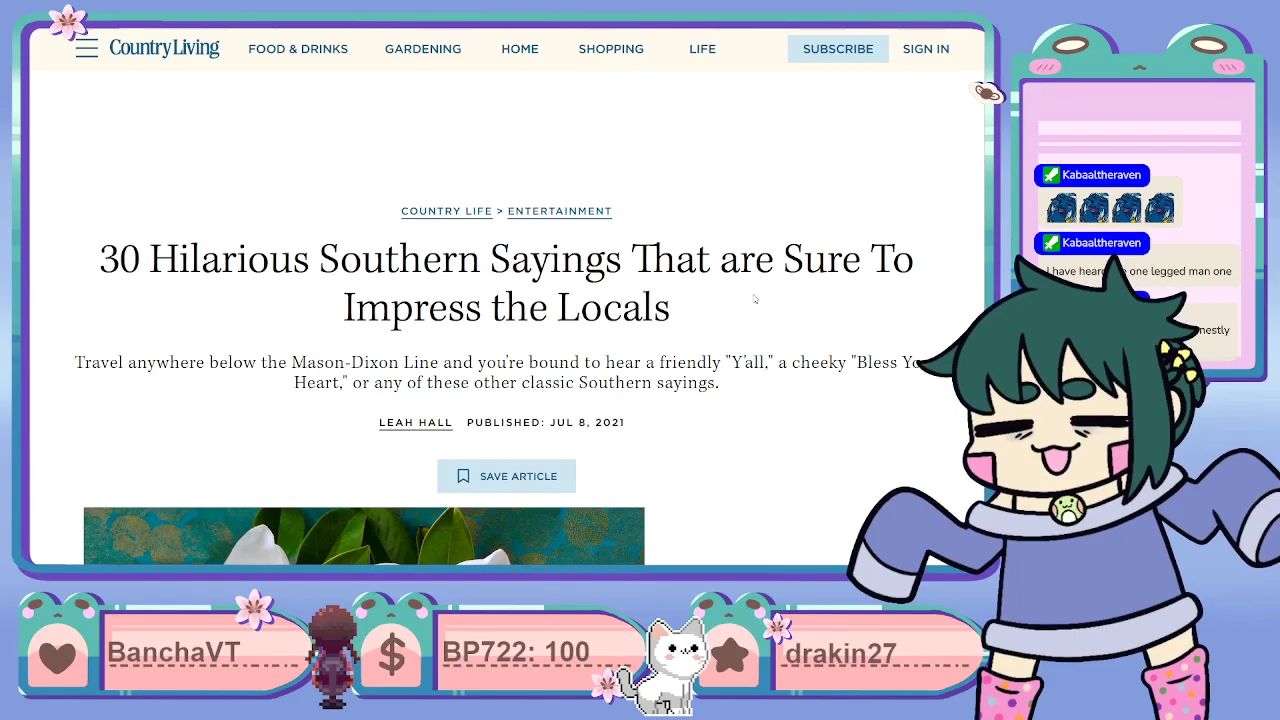 Country Living
FOOD & DRINKS
GARDENING
HOME
SHOPPING
LIFE
SUBSCRIBE
SIGN IN
COUNTRY LIFE > ENTERTAINMENT
30 Hilarious Southern Sayings That are Sure To
Impress the Locals
Travel anywhere below the Mason-Dixon Line and you're bound to hear a friendly "Y'all," a cheeky "Bless
Heart," or any of these other classic Southern sayings.
LEAH HALL PUBLISHED: JUL 8, 2021
SAVE ARTICLE
Kabaaltheraven
Kabaaltheraven
I have heard one legged man one
BanchaVT
$
BP722: 100
drakin27